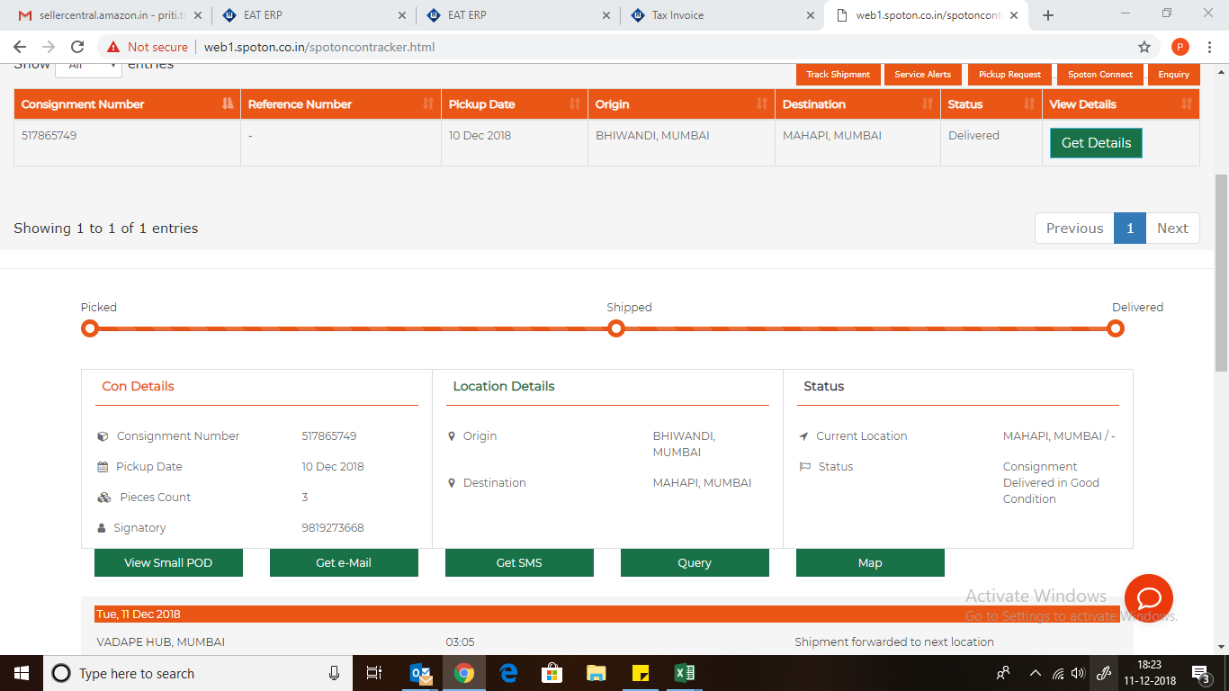 sellercentral.amazon.in - priti.t
EAT ERP
EAT ERP
Tax Invoice
web1.spoton.co.in/spotoncont
Not secure web1.spoton.co.in/spotoncontracker.html P
Show All entries
Track Shipment Service Alerts Pickup Request Spoton Connect Enquiry
Consignment Number Reference Number Pickup Date Origin Destination Status View Details
517865749 - 10 Dec 2018 BHIWANDI, MUMBAI MAHAPI, MUMBAI Delivered Get Details
Showing 1 to 1 of 1 entries Previous 1 Next
Picked Shipped Delivered
Con Details
Consignment Number 517865749
Pickup Date 10 Dec 2018
Pieces Count 3
Signatory 9819273668
Location Details
Origin BHIWANDI,
MUMBAI
Destination MAHAPI, MUMBAI
Status
Current Location MAHAPI, MUMBAI / -
Status Consignment
Delivered in Good
Condition
View Small POD Get e-Mail Get SMS Query Map
Activate Windows
Go to Settings to activate Windows.
Tue, 11 Dec 2018
VADAPE HUB, MUMBAI 03:05 Shipment forwarded to next location
Type here to search
18:23
11-12-2018
3